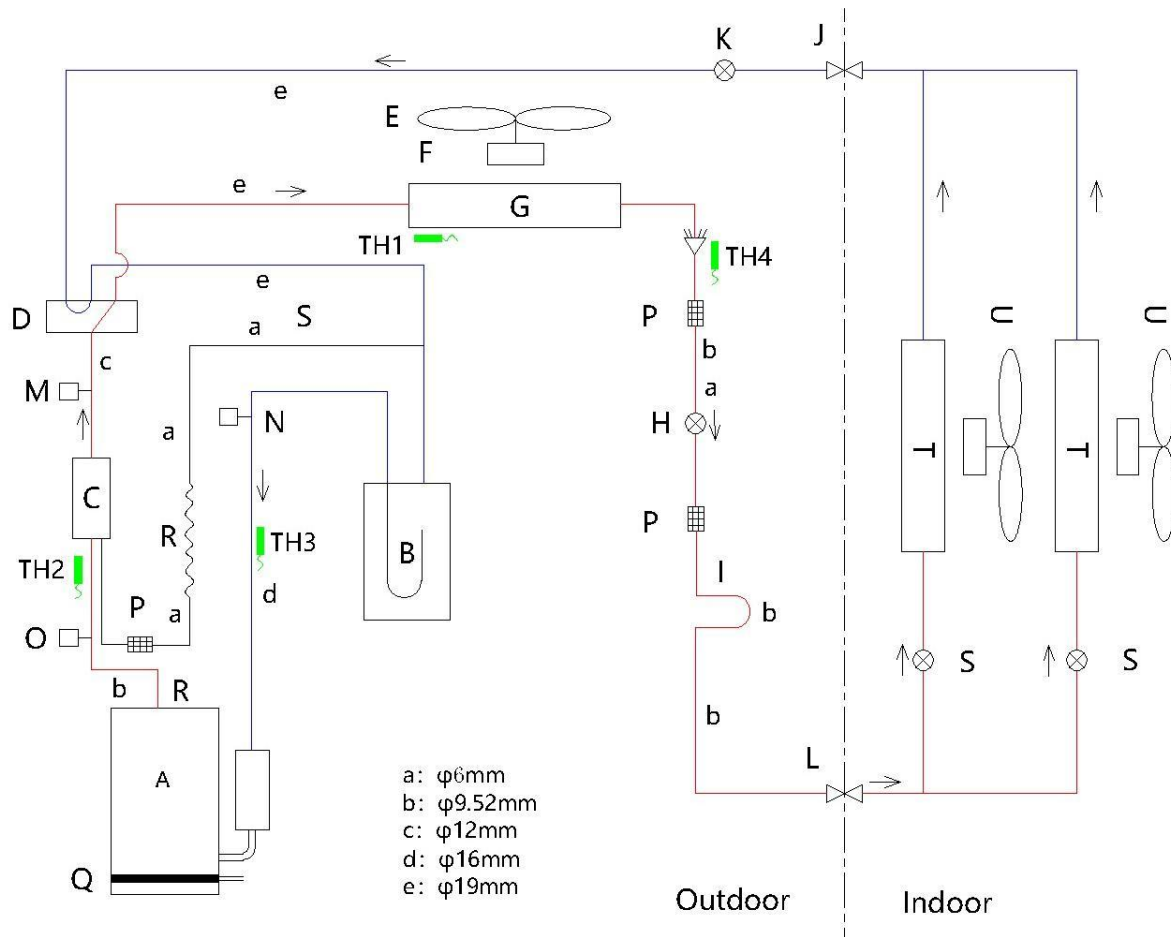 K
J
e
E
F
e
G
TH1
TH4
e
D
S
a
P
U
U
c
b
M
N
a
a
H
C
R
T
T
B
TH3
TH2
I
P
P
d
a
b
O
S
S
b
R
b
L
A
a: φ6mm
b: φ9.52mm
c: φ12mm
d: φ16mm
e: φ19mm
Q
Outdoor
Indoor